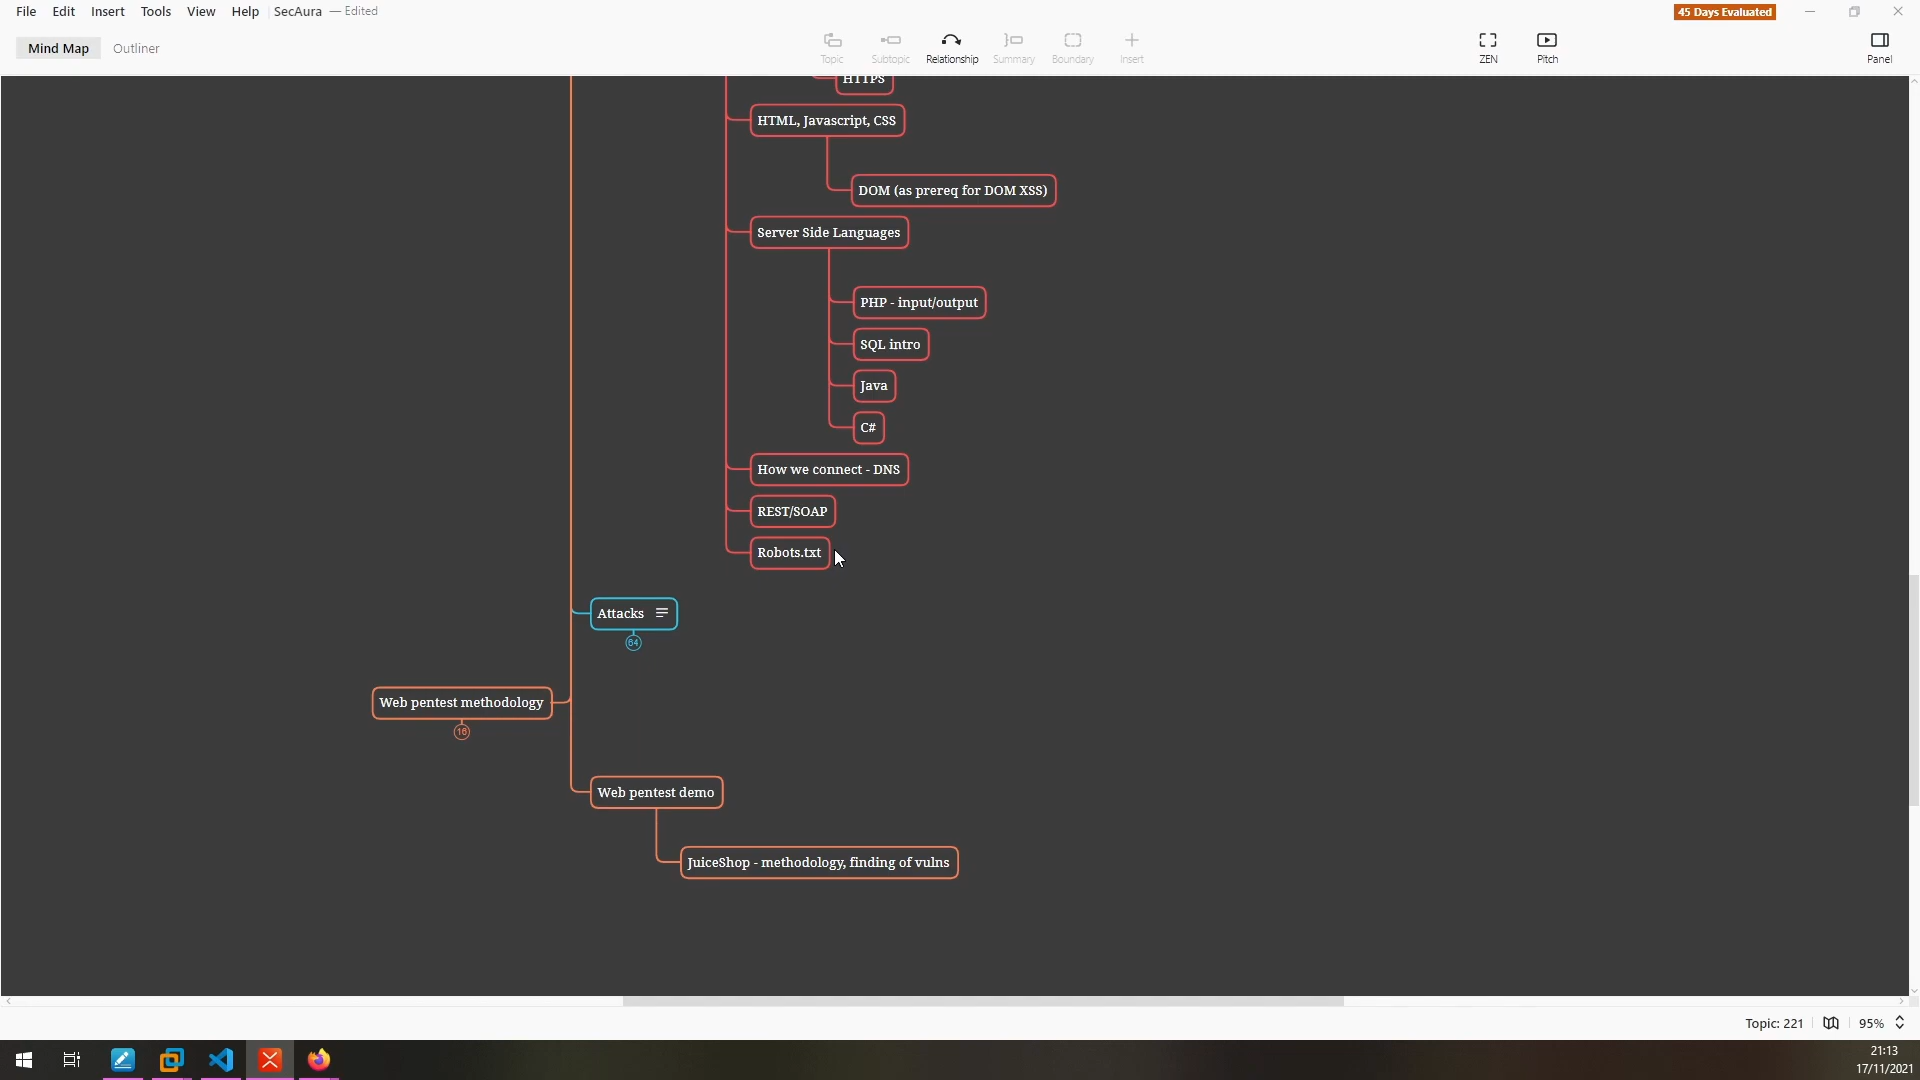 File Edit Insert Tools View Help SecAura — Edited
45 Days Evaluated
Mind Map Outliner
Topic Subtopic Relationship Summary Boundary Insert
ZEN Pitch Panel
HTTPS
HTML, Javascript, CSS
DOM (as prereq for DOM XSS)
Server Side Languages
PHP - input/output
SQL intro
Java
C#
How we connect - DNS
REST/SOAP
Robots.txt
Attacks
64
Web pentest methodology
16
Web pentest demo
JuiceShop - methodology, finding of vulns
Topic: 221 95%
21:13
17/11/2021